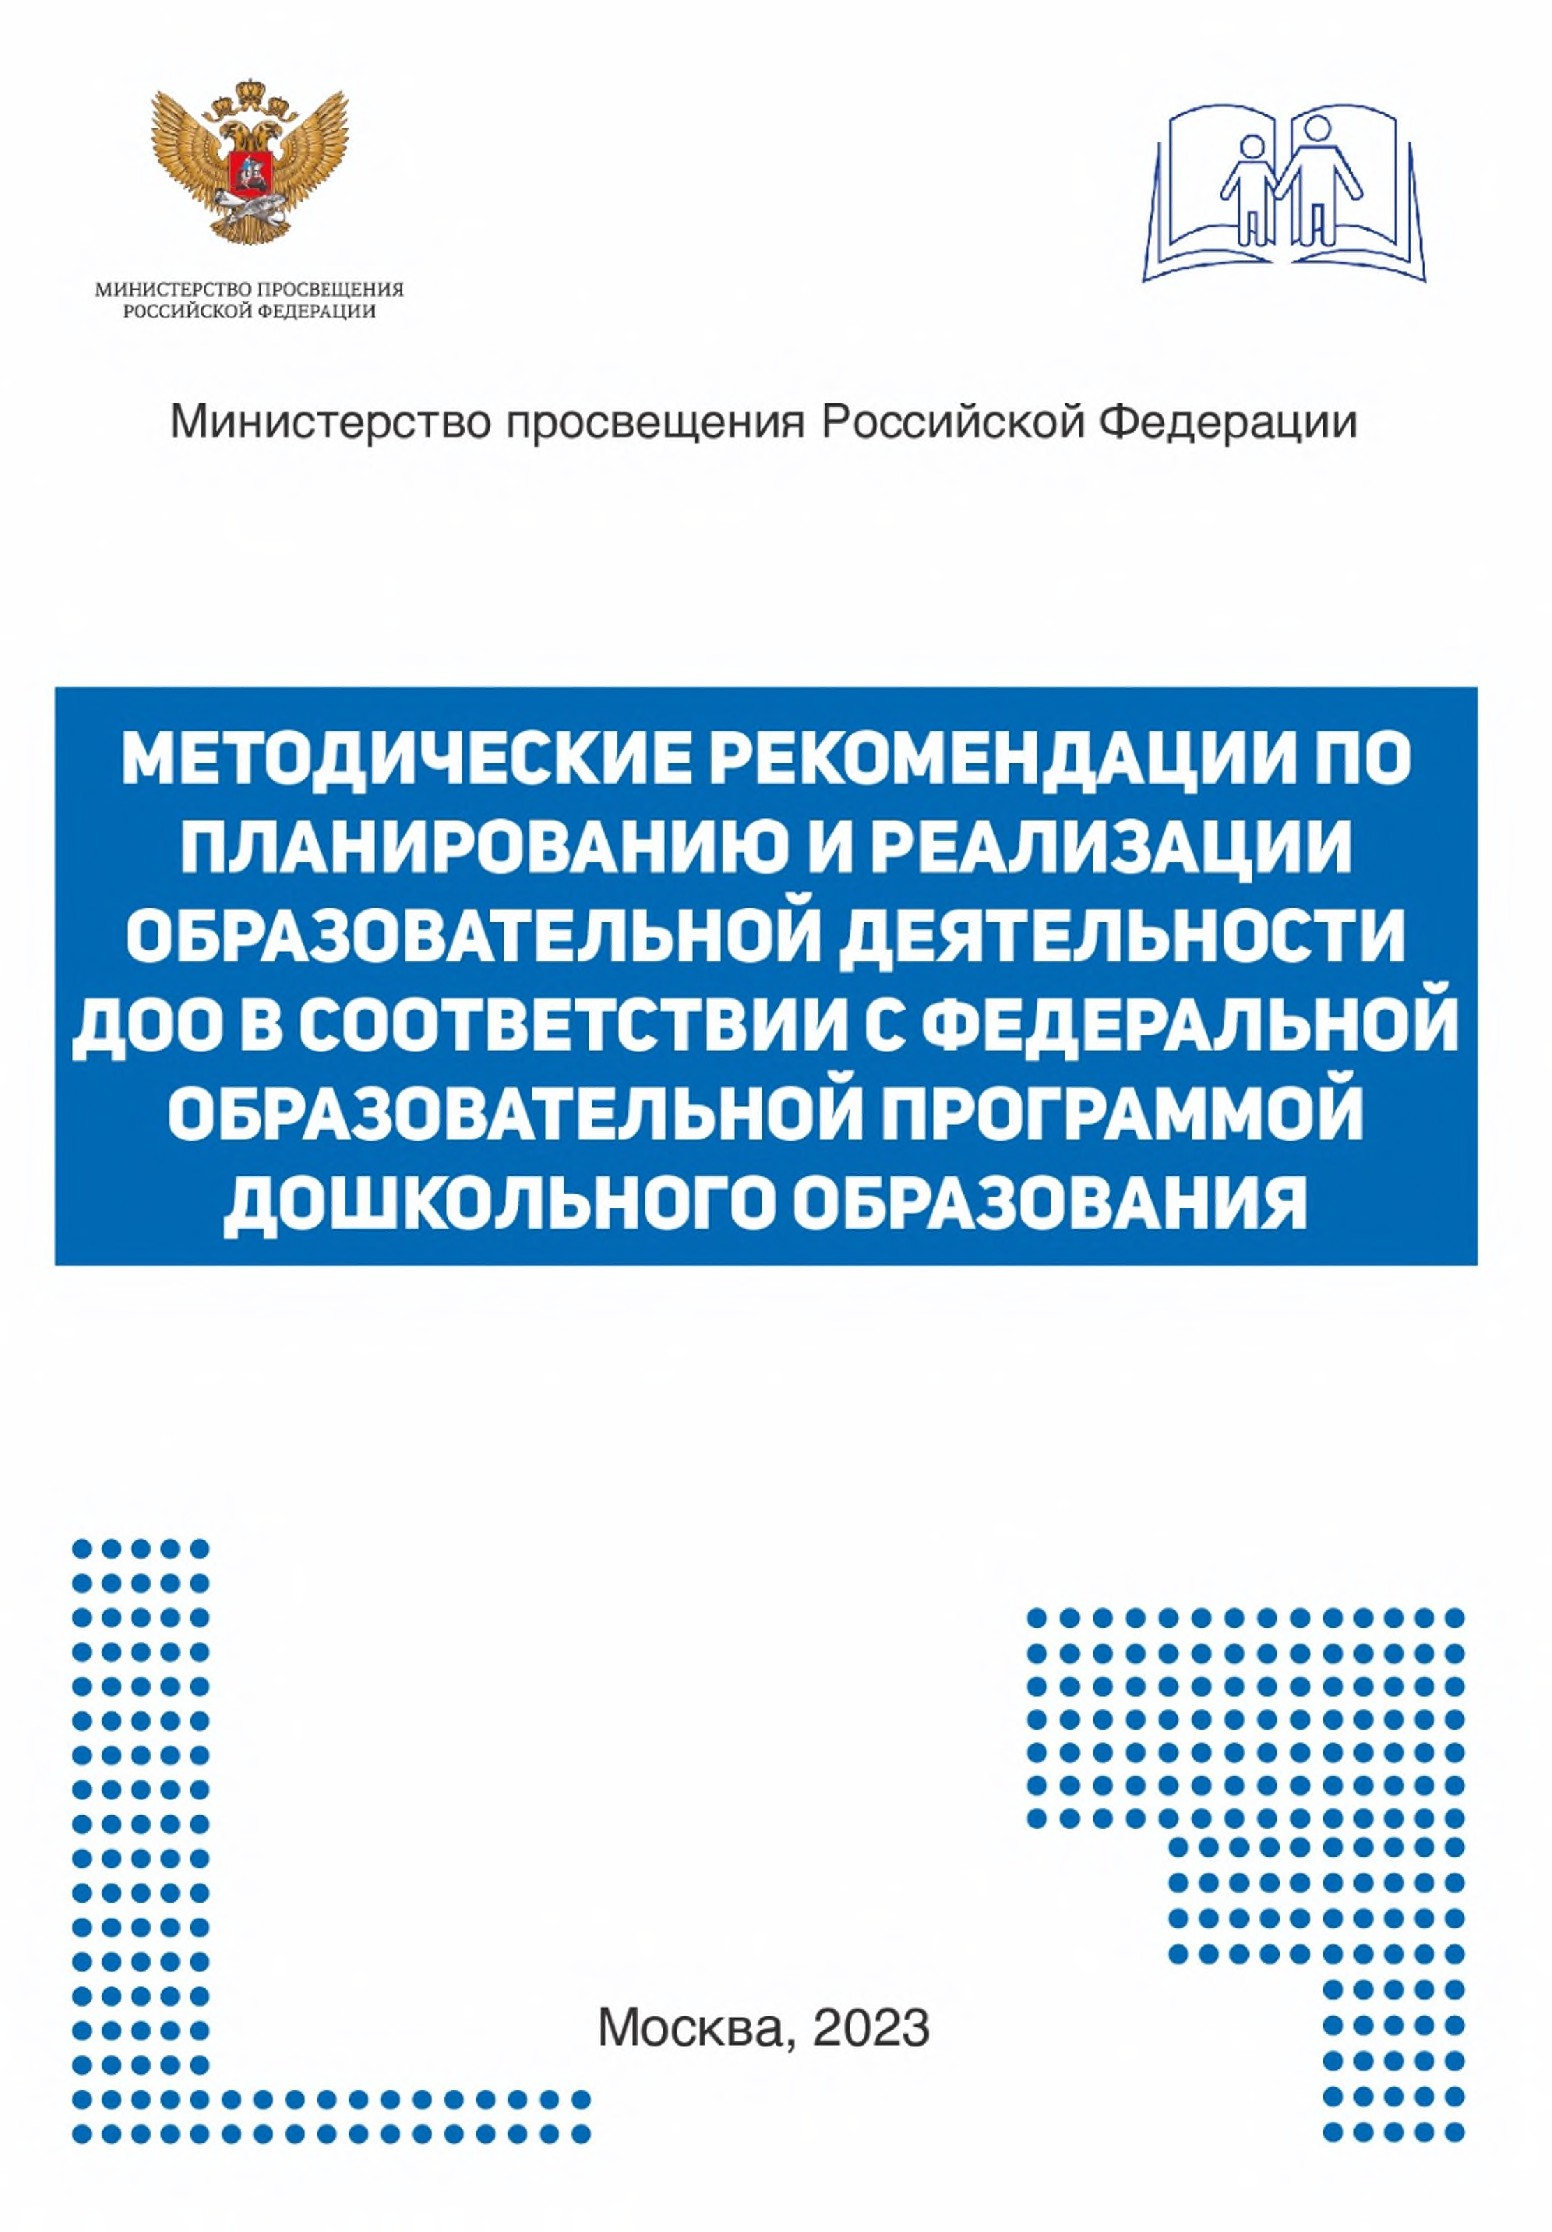 МИНИСТЕРСТВО ПРОСВЕЩЕНИЯ
РОССИЙСКОЙ ФЕДЕРАЦИИ
Министерство просвещения Российской Федерации
МЕТОДИЧЕСКИЕ РЕКОМЕНДАЦИИ ПО
ПЛАНИРОВАНИЮ И РЕАЛИЗАЦИИ
ОБРАЗОВАТЕЛЬНОЙ ДЕЯТЕЛЬНОСТИ
ДОО В СООТВЕТСТВИИ С ФЕДЕРАЛЬНОЙ
ОБРАЗОВАТЕЛЬНОЙ ПРОГРАММОЙ
ДОШКОЛЬНОГО ОБРАЗОВАНИЯ
Москва, 2023